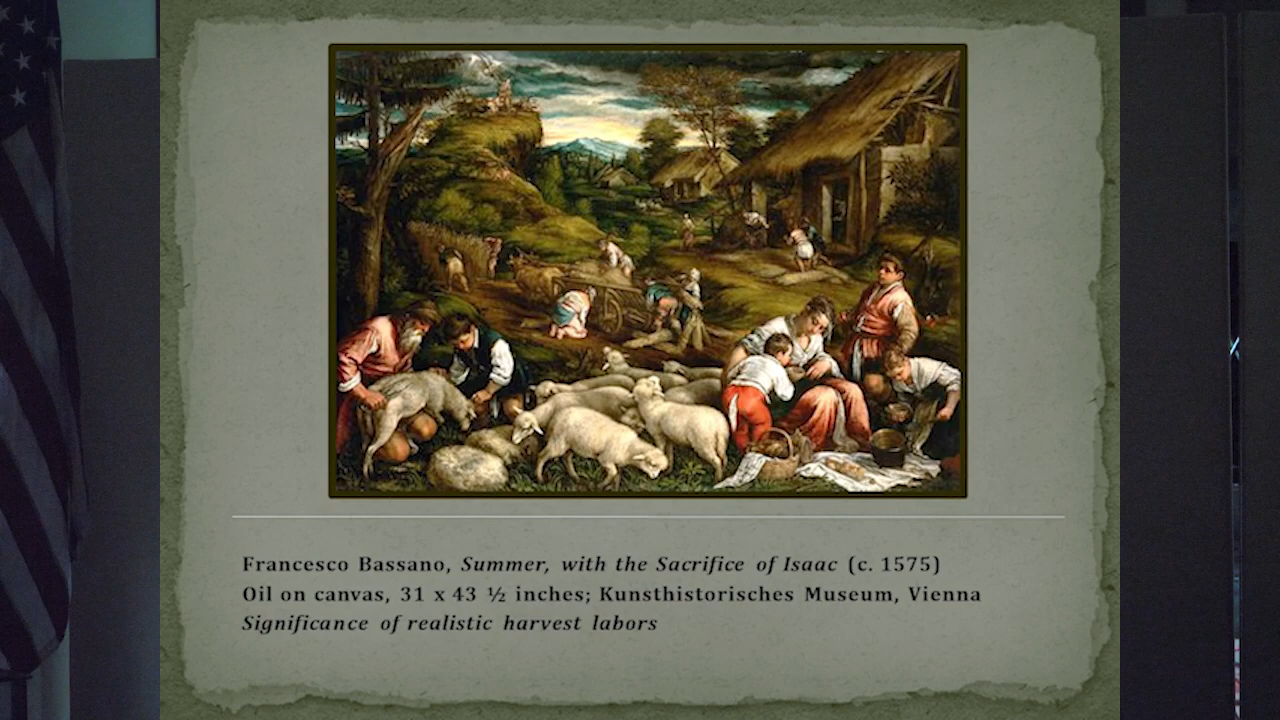 Francesco Bassano, Summer, with the Sacrifice of Isaac (c. 1575)
Oil on canvas, 31 x 43 ½ inches; Kunsthistorisches Museum, Vienna
Significance of realistic harvest labors